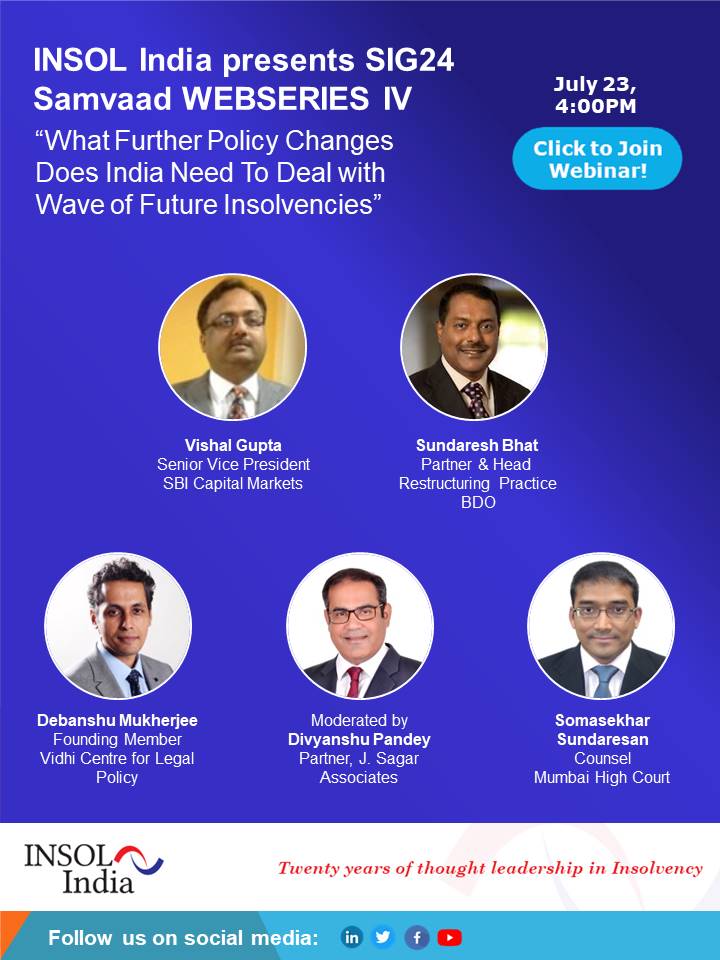 INSOL India presents SIG24
Samvaad WEBSERIES IV
“What Further Policy Changes
Does India Need To Deal with
Wave of Future Insolvencies”
July 23,
4:00PM
Click to Join
Webinar!
Vishal Gupta
Senior Vice President
SBI Capital Markets
Sundaresh Bhat
Partner & Head
Restructuring Practice
BDO
Debanshu Mukherjee
Founding Member
Vidhi Centre for Legal
Policy
Moderated by
Divyanshu Pandey
Partner, J. Sagar
Associates
Somasekhar
Sundaresan
Counsel
Mumbai High Court
INSOL
India
Twenty years of thought leadership in Insolvency
Follow us on social media: